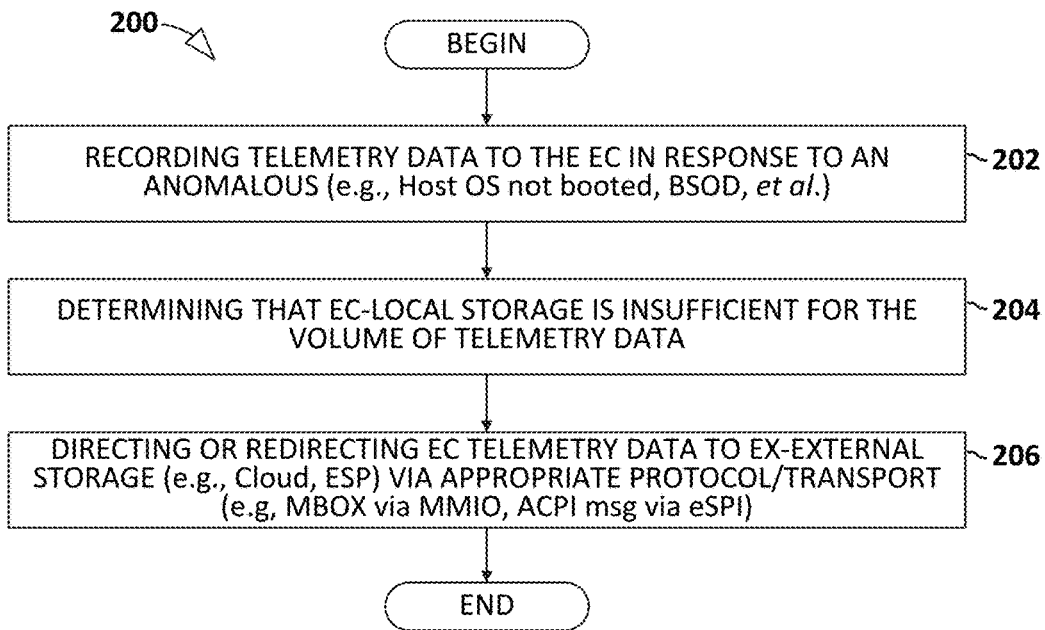 200
BEGIN
RECORDING TELEMETRY DATA TO THE EC IN RESPONSE TO AN
ANOMALOUS (e.g., Host OS not booted, BSOD, et al.)
202
DETERMINING THAT EC-LOCAL STORAGE IS INSUFFICIENT FOR THE
VOLUME OF TELEMETRY DATA
204
DIRECTING OR REDIRECTING EC TELEMETRY DATA TO EX-EXTERNAL
STORAGE (e.g., Cloud, ESP) VIA APPROPRIATE PROTOCOL/TRANSPORT
(e.g, MBOX via MMIO, ACPI msg via eSPI)
206
END